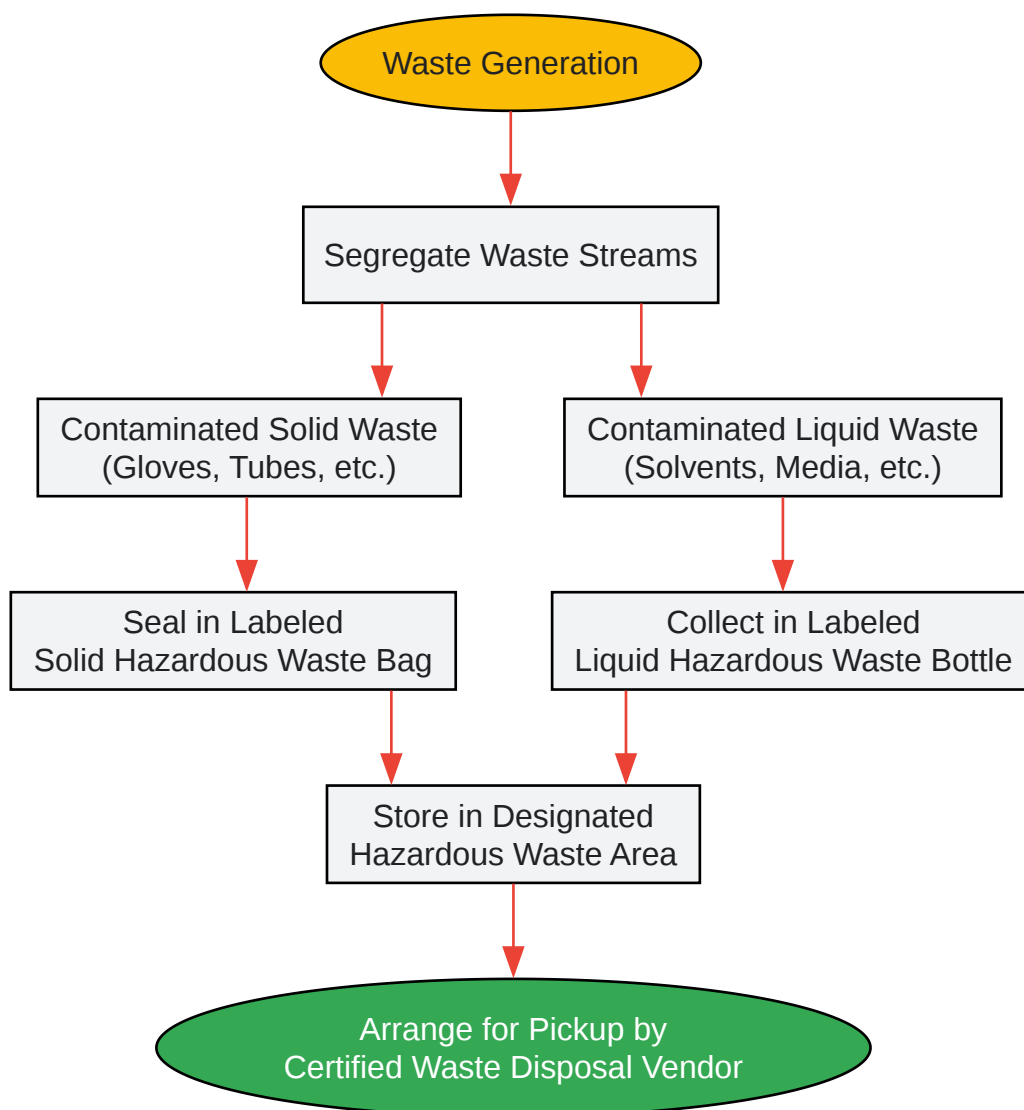 Waste Generation
Segregate Waste Streams
Contaminated Solid Waste
(Gloves, Tubes, etc.)
Contaminated Liquid Waste
(Solvents, Media, etc.)
Seal in Labeled
Solid Hazardous Waste Bag
Collect in Labeled
Liquid Hazardous Waste Bottle
Store in Designated
Hazardous Waste Area
Arrange for Pickup by
Certified Waste Disposal Vendor